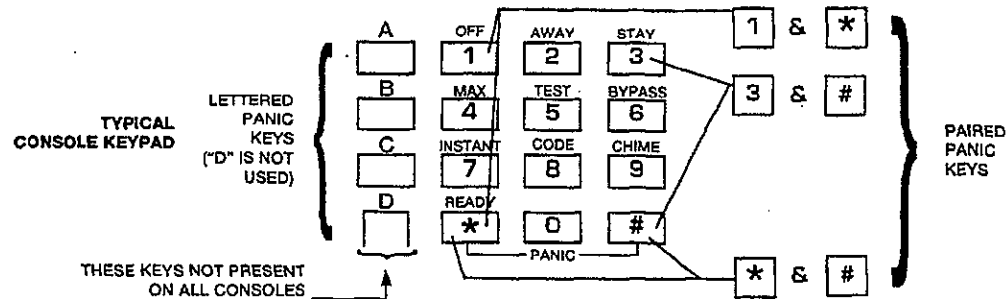 TYPICAL
CONSOLE KEYPAD
LETTERED
PANIC
KEYS
("D" IS NOT
USED)
A
B
C
D
OFF AWAY STAY
1 2 3
MAX TEST BYPASS
4 5 6
INSTANT CODE CHIME
7 8 9
READY
* 0 #
PANIC
THESE KEYS NOT PRESENT
ON ALL CONSOLES
1 & *
3 & #
* & #
PAIRED
PANIC
KEYS